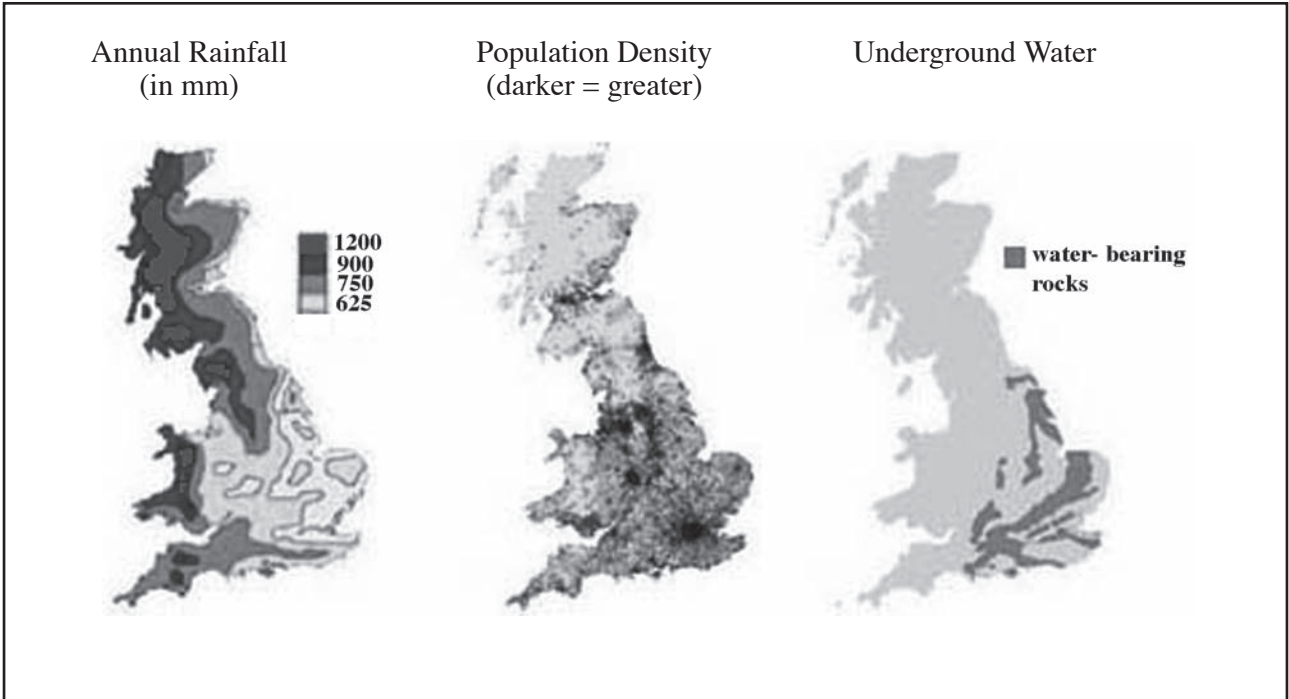 Annual Rainfall
(in mm)
Population Density
(darker = greater)
Underground Water
1200
900
750
625
water- bearing
rocks